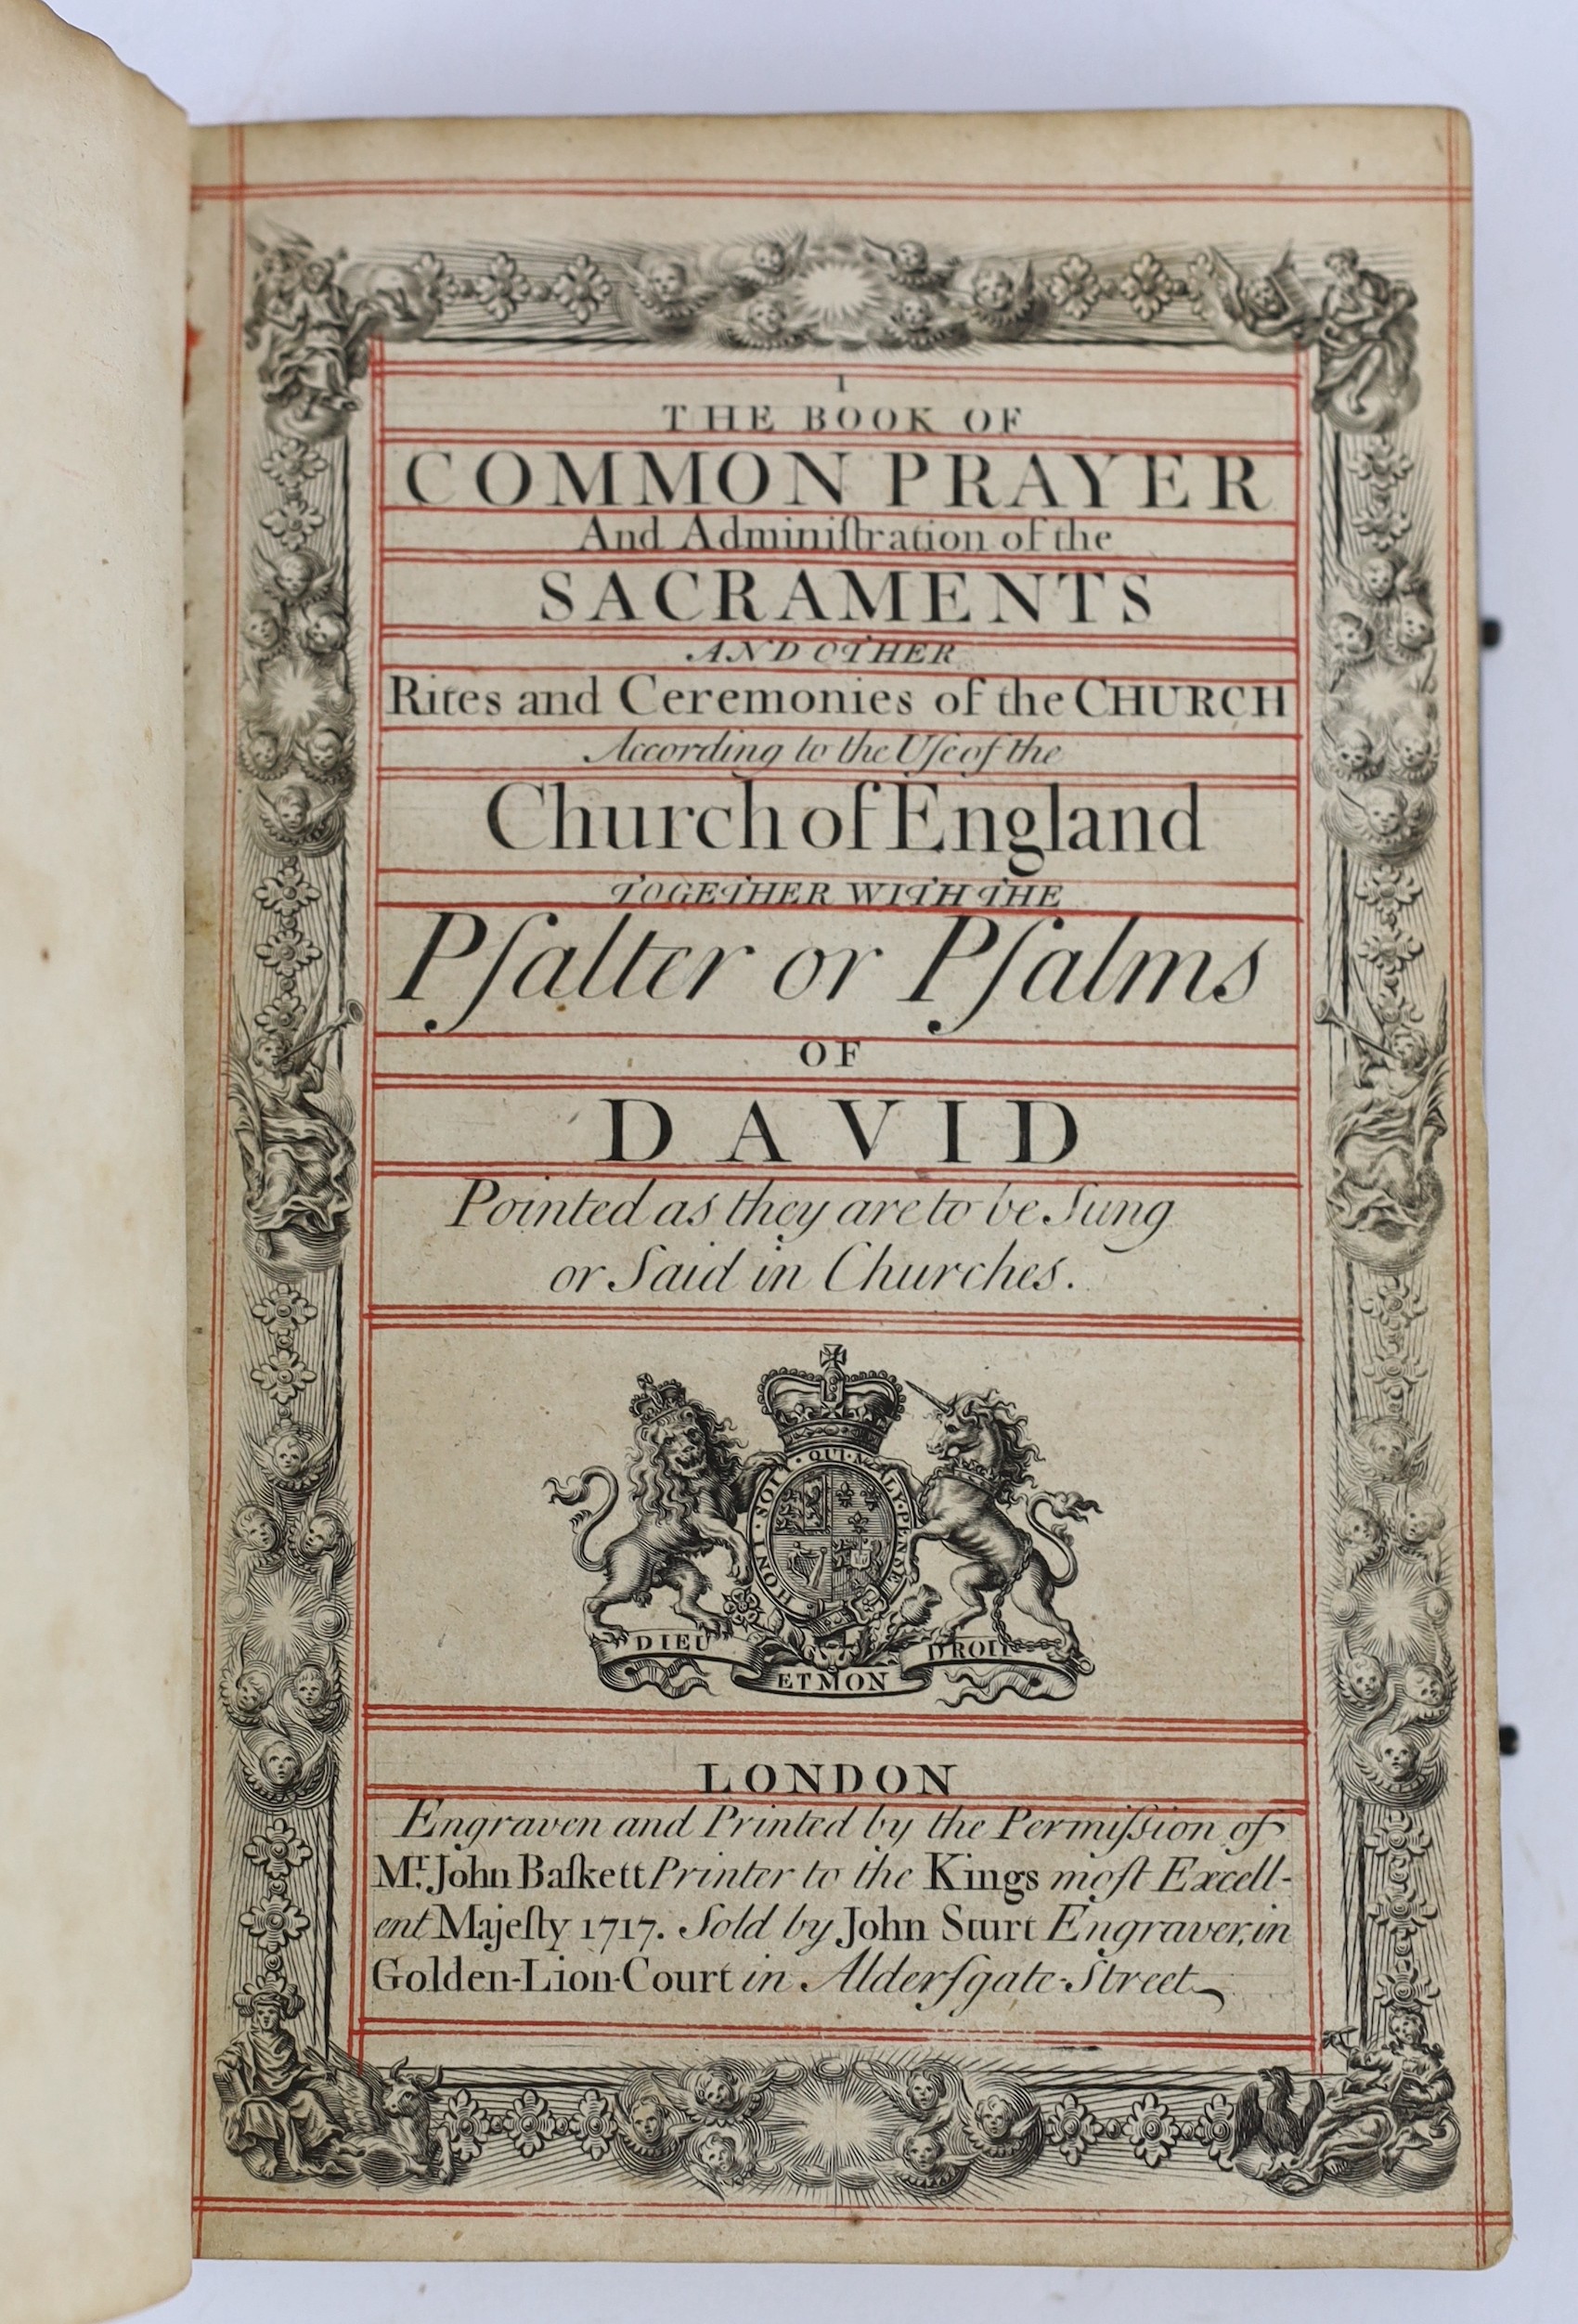 1
THE BOOK OF
COMMON PRAYER
And Adminiſtration of the
SACRAMENTS
AND OTHER
Rites and Ceremonies of the CHURCH
According to the Uſe of the
Church of England
TOGETHER WITH THE
Pſalter or Pſalms
OF
DAVID
Pointed as they are to be Sung
or Said in Churches.
HONI · SOIT · QUI · MALY · PENSE
DIEU
ET MON
DROIT
LONDON
Engraven and Printed by the Permiſsion of
Mr. John Baſkett Printer to the Kings moſt Excell-
ent Majeſty 1717. Sold by John Sturt Engraver, in
Golden-Lion-Court in Alderſgate-Street